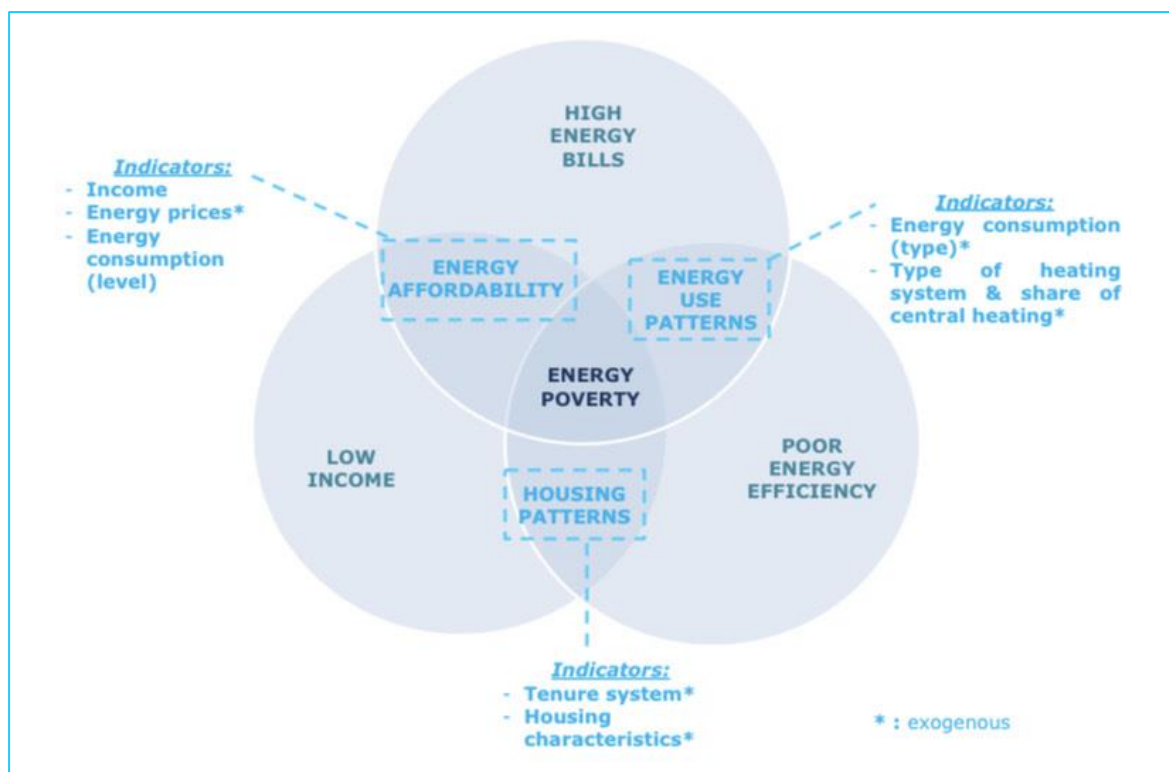 HIGH
ENERGY
BILLS
Indicators:
- Income
- Energy prices*
- Energy
consumption
(level)
Indicators:
- Energy consumption
(type)*
- Type of heating
system & share of
central heating*
ENERGY
AFFORDABILITY
ENERGY
USE
PATTERNS
ENERGY
POVERTY
LOW
INCOME
POOR
ENERGY
EFFICIENCY
HOUSING
PATTERNS
Indicators:
- Tenure system*
- Housing
characteristics*
* : exogenous